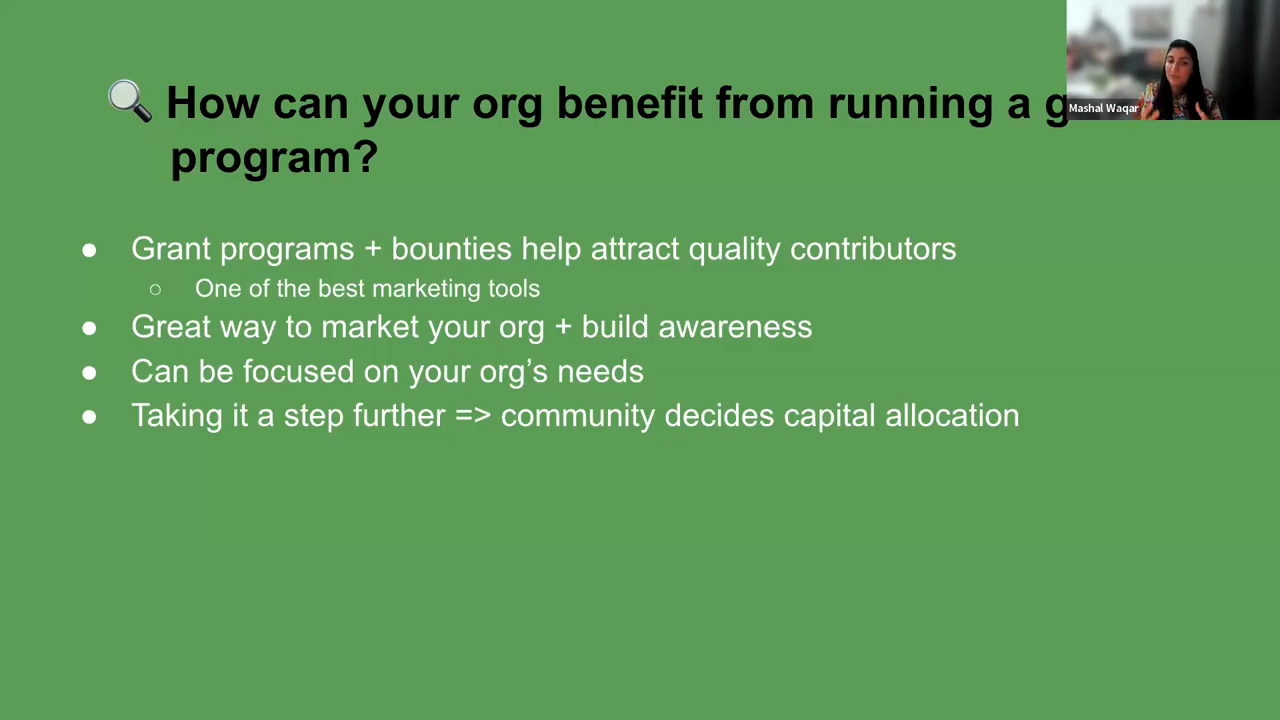 How can your org benefit from running a
program?
Mashal Waqar
● Grant programs + bounties help attract quality contributors
○ One of the best marketing tools
● Great way to market your org + build awareness
● Can be focused on your org’s needs
● Taking it a step further => community decides capital allocation